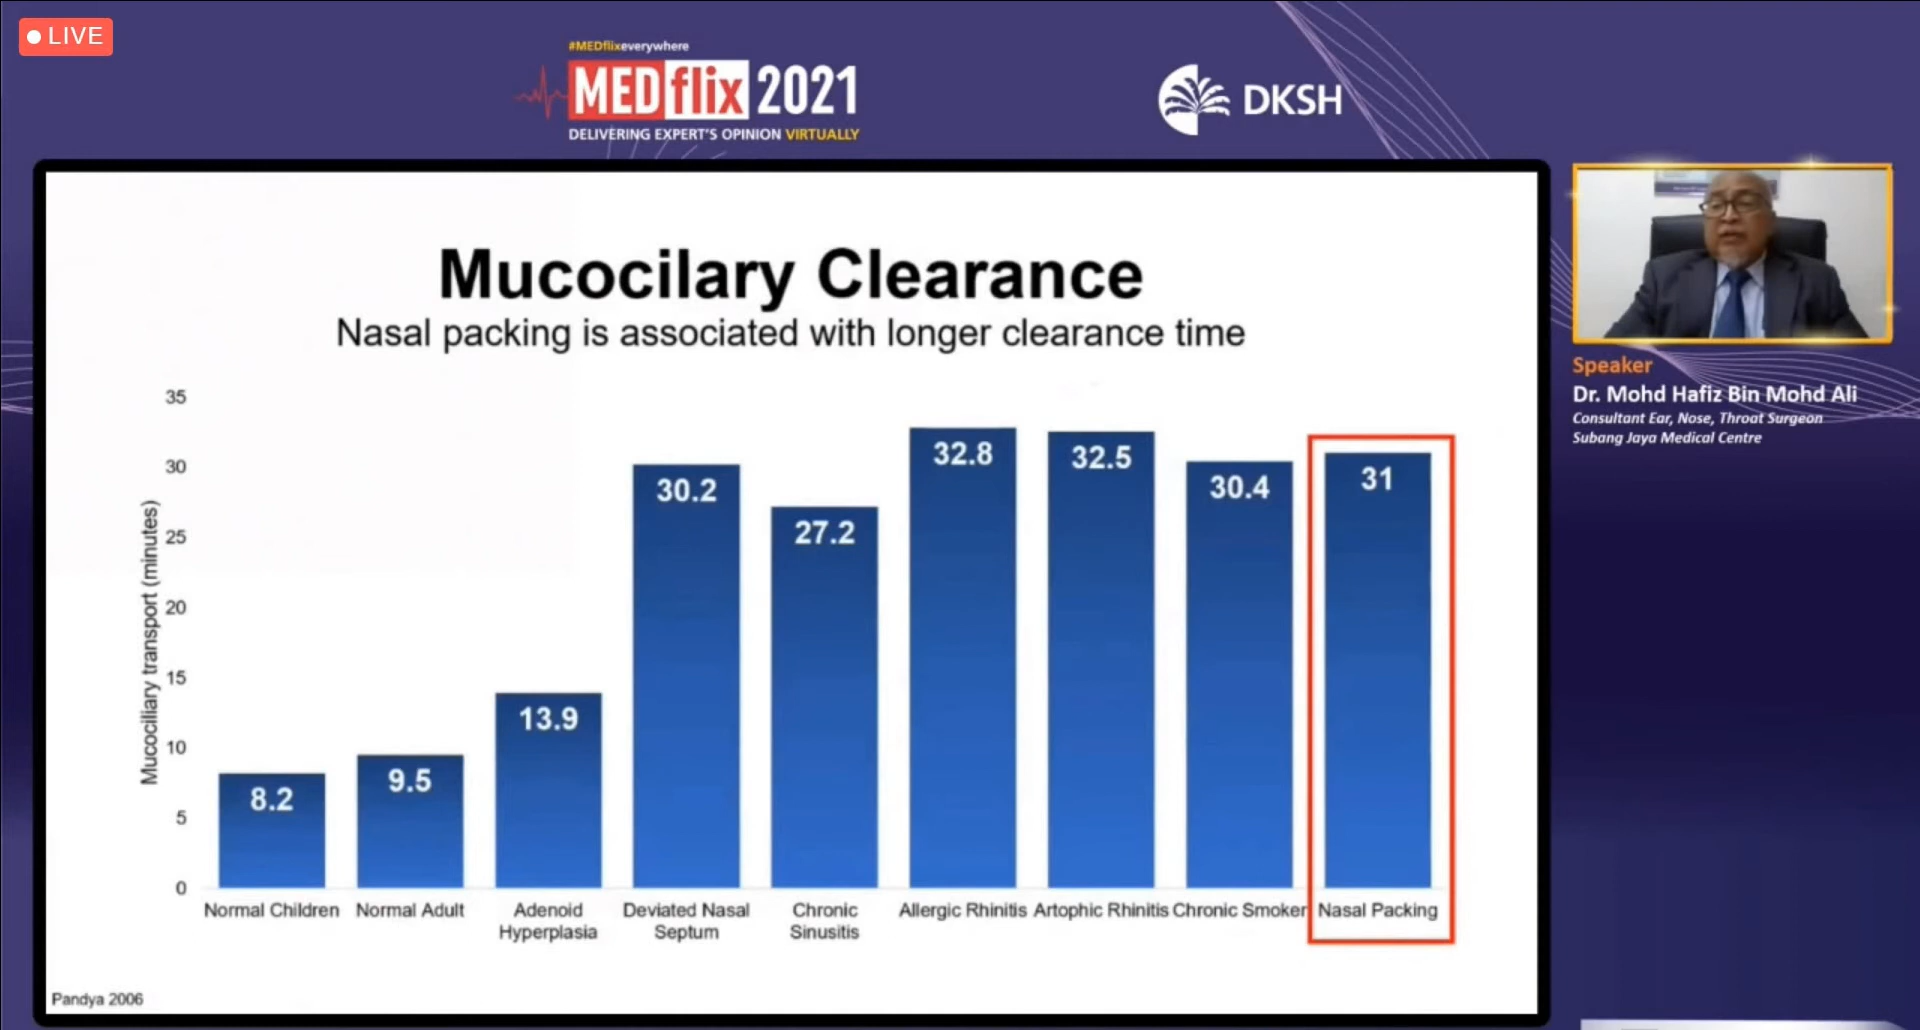 LIVE
#MEDflixeverywhere
MEDflix 2021
DELIVERING EXPERT'S OPINION VIRTUALLY
DKSH
Mucocilary Clearance
Nasal packing is associated with longer clearance time
Mucociliary transport (minutes)
35
30
25
20
15
10
5
0
8.2
9.5
13.9
30.2
27.2
32.8
32.5
30.4
31
Normal Children
Normal Adult
Adenoid
Hyperplasia
Deviated Nasal
Septum
Chronic
Sinusitis
Allergic Rhinitis
Artophic Rhinitis
Chronic Smoker
Nasal Packing
Pandya 2006
Speaker
Dr. Mohd Hafiz Bin Mohd Ali
Consultant Ear, Nose, Throat Surgeon
Subang Jaya Medical Centre